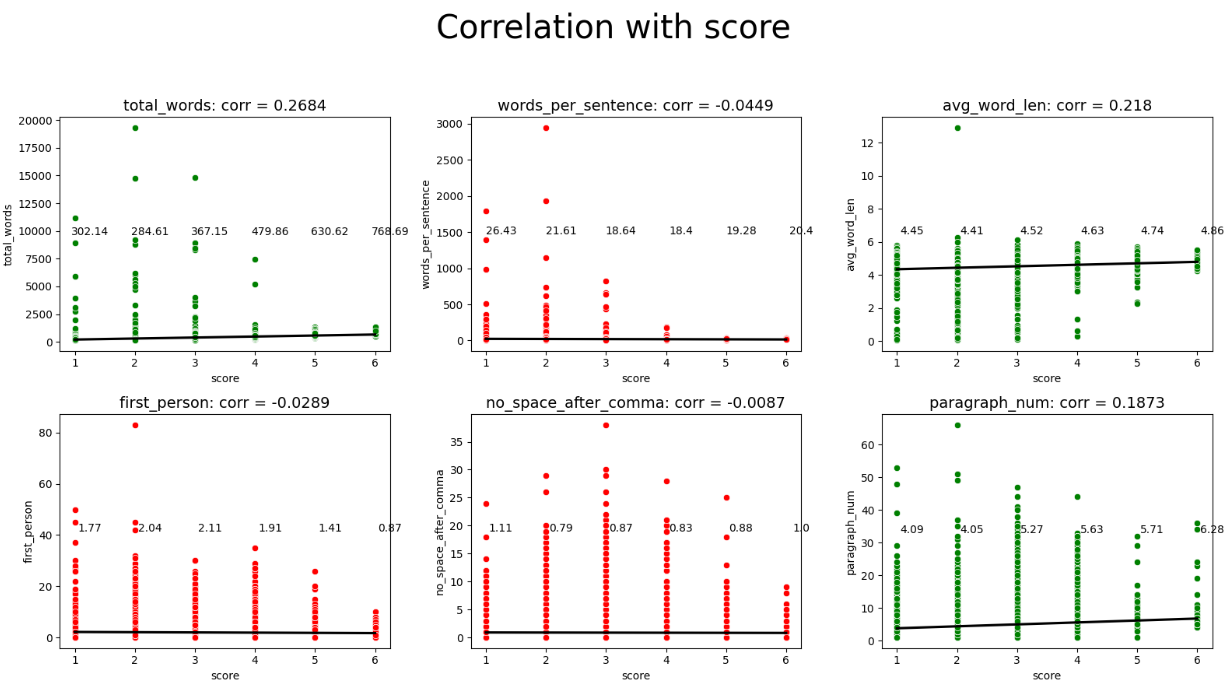 Correlation with score
total_words: corr = 0.2684
20000
17500
15000
12500
10000
7500
5000
2500
0
total_words
302.14 284.61 367.15 479.86 630.62 768.69
1 2 3 4 5 6
score
words_per_sentence: corr = -0.0449
3000
2500
2000
1500
1000
500
0
words_per_sentence
26.43 21.61 18.64 18.4 19.28 20.4
1 2 3 4 5 6
score
avg_word_len: corr = 0.218
12
10
8
6
4
2
0
avg_word_len
4.45 4.41 4.52 4.63 4.74 4.86
1 2 3 4 5 6
score
first_person: corr = -0.0289
80
60
40
20
0
first_person
1.77 2.04 2.11 1.91 1.41 0.87
1 2 3 4 5 6
score
no_space_after_comma: corr = -0.0087
35
30
25
20
15
10
5
0
no_space_after_comma
1.11 0.79 0.87 0.83 0.88 1.0
1 2 3 4 5 6
score
paragraph_num: corr = 0.1873
60
50
40
30
20
10
0
paragraph_num
4.09 4.05 5.27 5.63 5.71 6.28
1 2 3 4 5 6
score